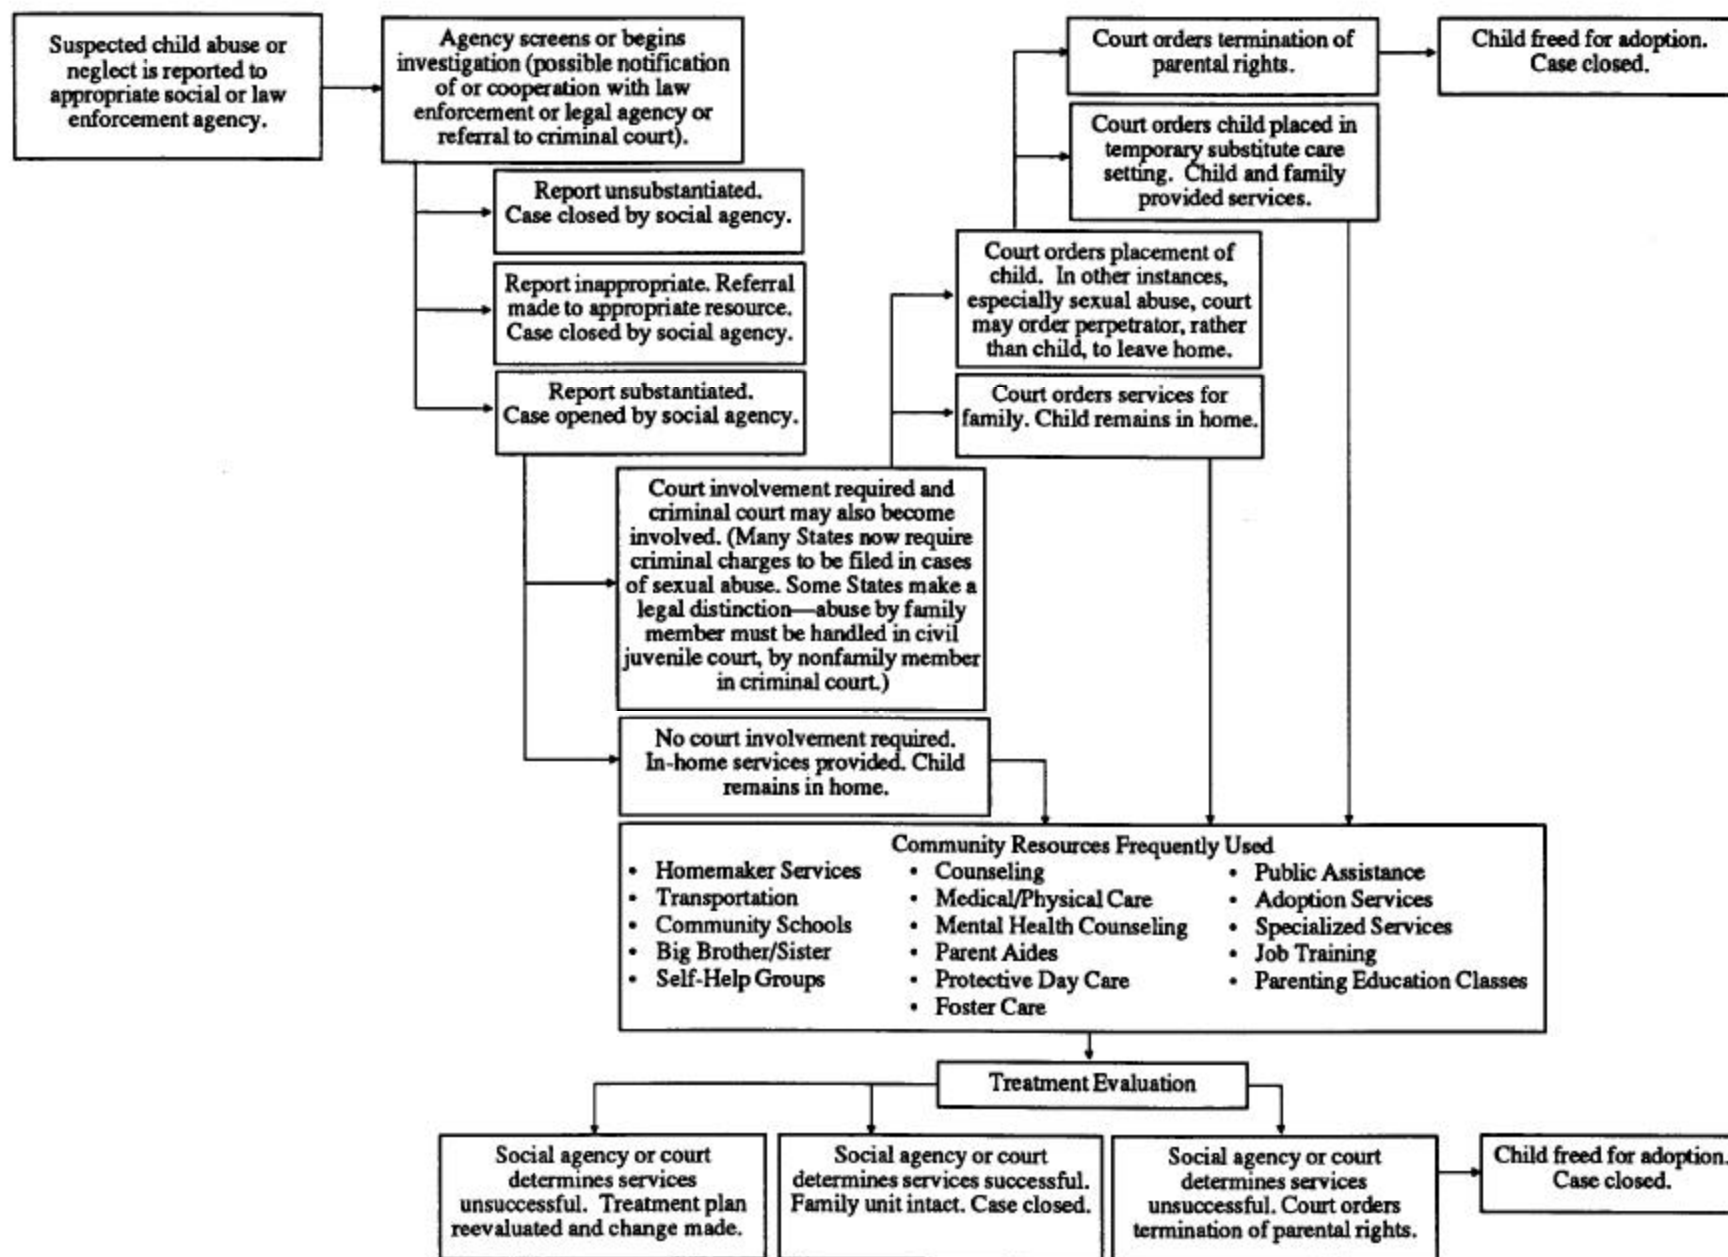 Suspected child abuse or
neglect is reported to
appropriate social or law
enforcement agency.
Agency screens or begins
investigation (possible notification
of or cooperation with law
enforcement or legal agency or
referral to criminal court).
Report unsubstantiated.
Case closed by social agency.
Report inappropriate. Referral
made to appropriate resource.
Case closed by social agency.
Report substantiated.
Case opened by social agency.
Court involvement required and
criminal court may also become
involved. (Many States now require
criminal charges to be filed in cases
of sexual abuse. Some States make a
legal distinction—abuse by family
member must be handled in civil
juvenile court, by nonfamily member
in criminal court.)
No court involvement required.
In-home services provided. Child
remains in home.
Court orders termination of
parental rights.
Child freed for adoption.
Case closed.
Court orders child placed in
temporary substitute care
setting. Child and family
provided services.
Court orders placement of
child. In other instances,
especially sexual abuse, court
may order perpetrator, rather
than child, to leave home.
Court orders services for
family. Child remains in home.
Community Resources Frequently Used
• Homemaker Services
• Transportation
• Community Schools
• Big Brother/Sister
• Self-Help Groups
• Counseling
• Medical/Physical Care
• Mental Health Counseling
• Parent Aides
• Protective Day Care
• Foster Care
• Public Assistance
• Adoption Services
• Specialized Services
• Job Training
• Parenting Education Classes
Treatment Evaluation
Social agency or court
determines services
unsuccessful. Treatment plan
reevaluated and change made.
Social agency or court
determines services successful.
Family unit intact. Case closed.
Social agency or court
determines services
unsuccessful. Court orders
termination of parental rights.
Child freed for adoption.
Case closed.